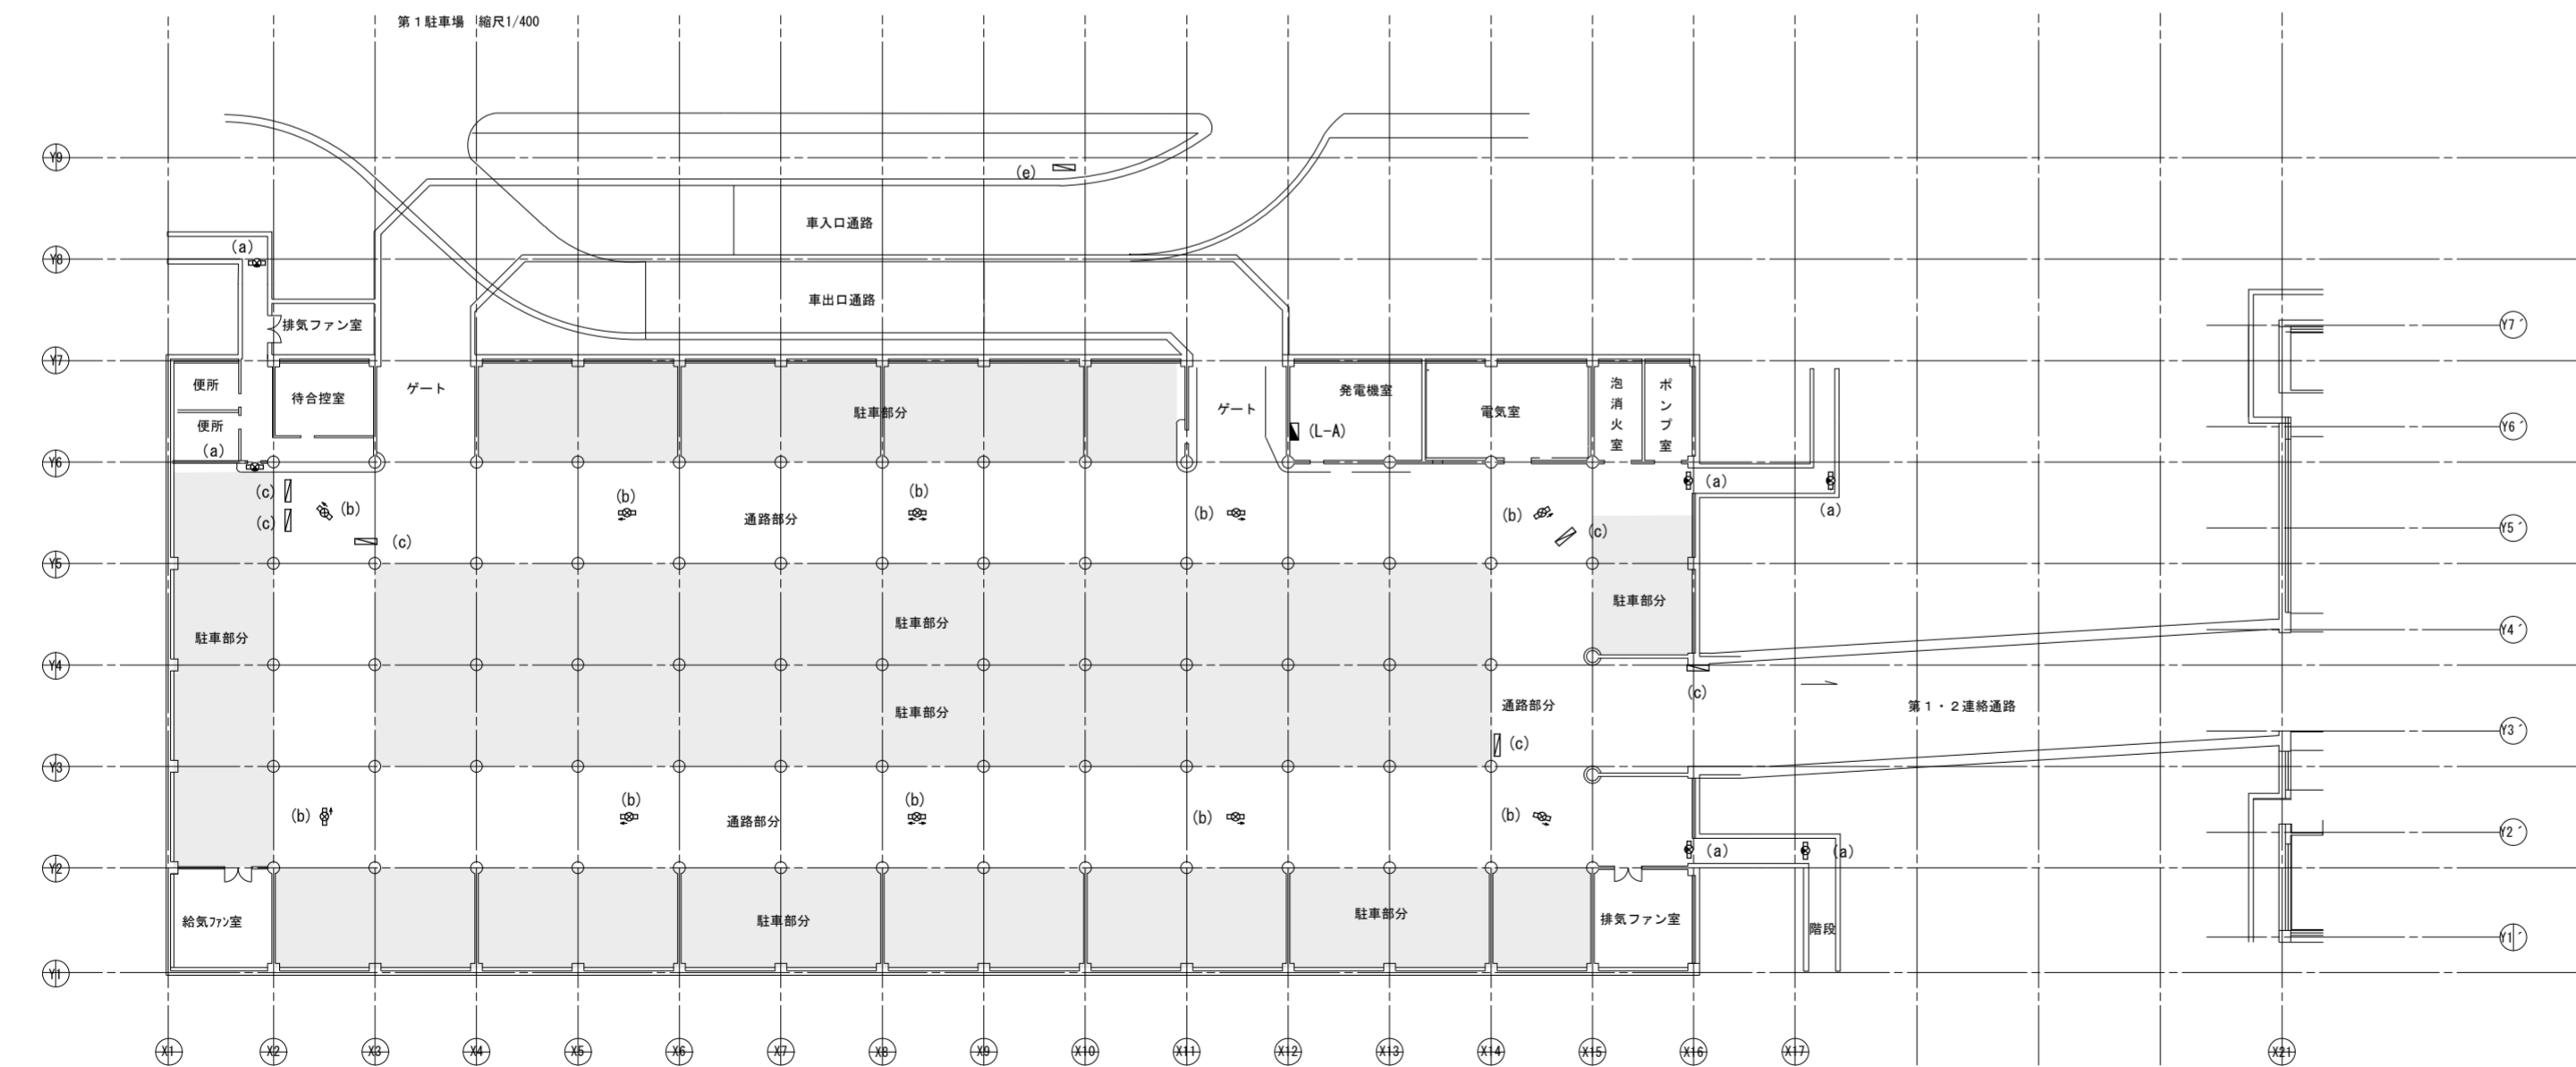 第１駐車場　縮尺1/400
Y9
(e)
車入口通路
(a)
Y8
車出口通路
排気ファン室
Y7´
Y7
便所
待合控室
ゲート
駐車部分
ゲート
発電機室
電気室
泡消火室
ポンプ室
便所
(L-A)
Y6´
(a)
Y6
(c)
(b)
(b)
(b)
(b)
(b)
(a)
(a)
(c)
通路部分
(c)
Y5´
(c)
Y5
駐車部分
駐車部分
駐車部分
Y4´
Y4
(c)
駐車部分
通路部分
第１・２連絡通路
Y3´
(c)
Y3
(b)
(b)
(b)
(b)
(b)
通路部分
Y2´
(a)
(a)
Y2
給気ﾌｧﾝ室
駐車部分
駐車部分
排気ファン室
階段
Y1´
Y1
X1
X2
X3
X4
X5
X6
X7
X8
X9
X10
X11
X12
X13
X14
X15
X16
X17
X21